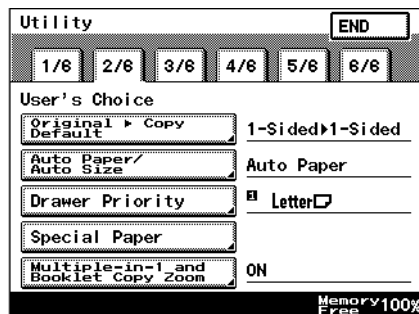 Utility END
1/6 2/6 3/6 4/6 5/6 6/6
User's Choice
Original ▸ Copy
Default
1-Sided▸1-Sided
Auto Paper/
Auto Size
Auto Paper
Drawer Priority
1 Letter
Special Paper
Multiple-in-1 and
Booklet Copy Zoom
ON
Memory
Free 100%